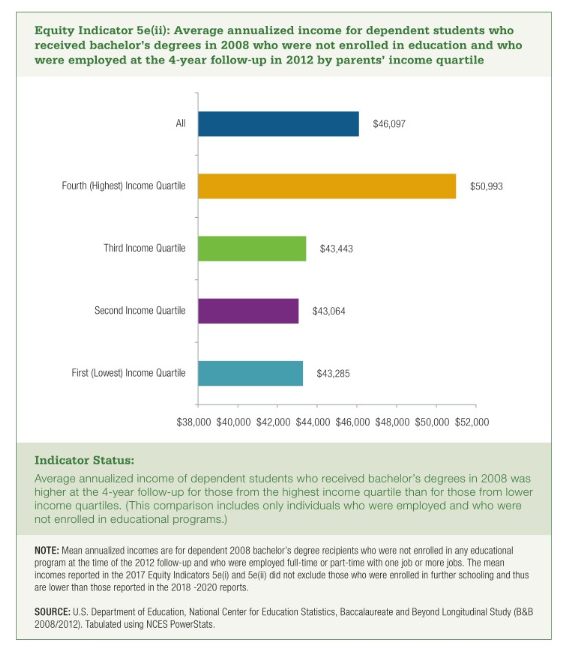 Equity Indicator 5e(ii): Average annualized income for dependent students who
received bachelor's degrees in 2008 who were not enrolled in education and who
were employed at the 4-year follow-up in 2012 by parents' income quartile
All
$46,097
Fourth (Highest) Income Quartile
$50,993
Third Income Quartile
$43,443
Second Income Quartile
$43,064
First (Lowest) Income Quartile
$43,285
$38,000 $40,000 $42,000 $44,000 $46,000 $48,000 $50,000 $52,000
Indicator Status:
Average annualized income of dependent students who received bachelor's degrees in 2008 was
higher at the 4-year follow-up for those from the highest income quartile than for those from lower
income quartiles. (This comparison includes only individuals who were employed and who were
not enrolled in educational programs.)
NOTE: Mean annualized incomes are for dependent 2008 bachelor's degree recipients who were not enrolled in any educational
program at the time of the 2012 follow-up and who were employed full-time or part-time with one job or more jobs. The mean
incomes reported in the 2017 Equity Indicators 5e(i) and 5e(ii) did not exclude those who were enrolled in further schooling and thus
are lower than those reported in the 2018 -2020 reports.
SOURCE: U.S. Department of Education, National Center for Education Statistics, Baccalaureate and Beyond Longitudinal Study (B&B
2008/2012). Tabulated using NCES PowerStats.